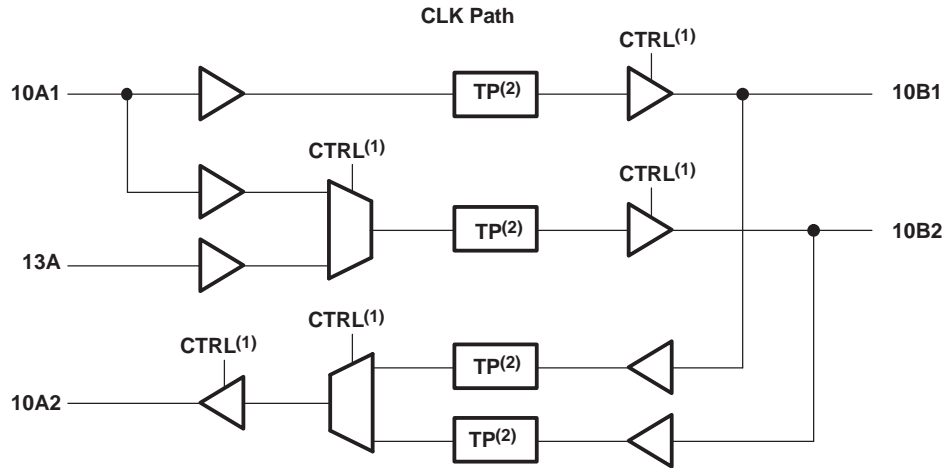 CLK Path
CTRL(1)
10A1
TP(2)
10B1
CTRL(1)
CTRL(1)
TP(2)
10B2
13A
CTRL(1)
CTRL(1)
TP(2)
10A2
TP(2)